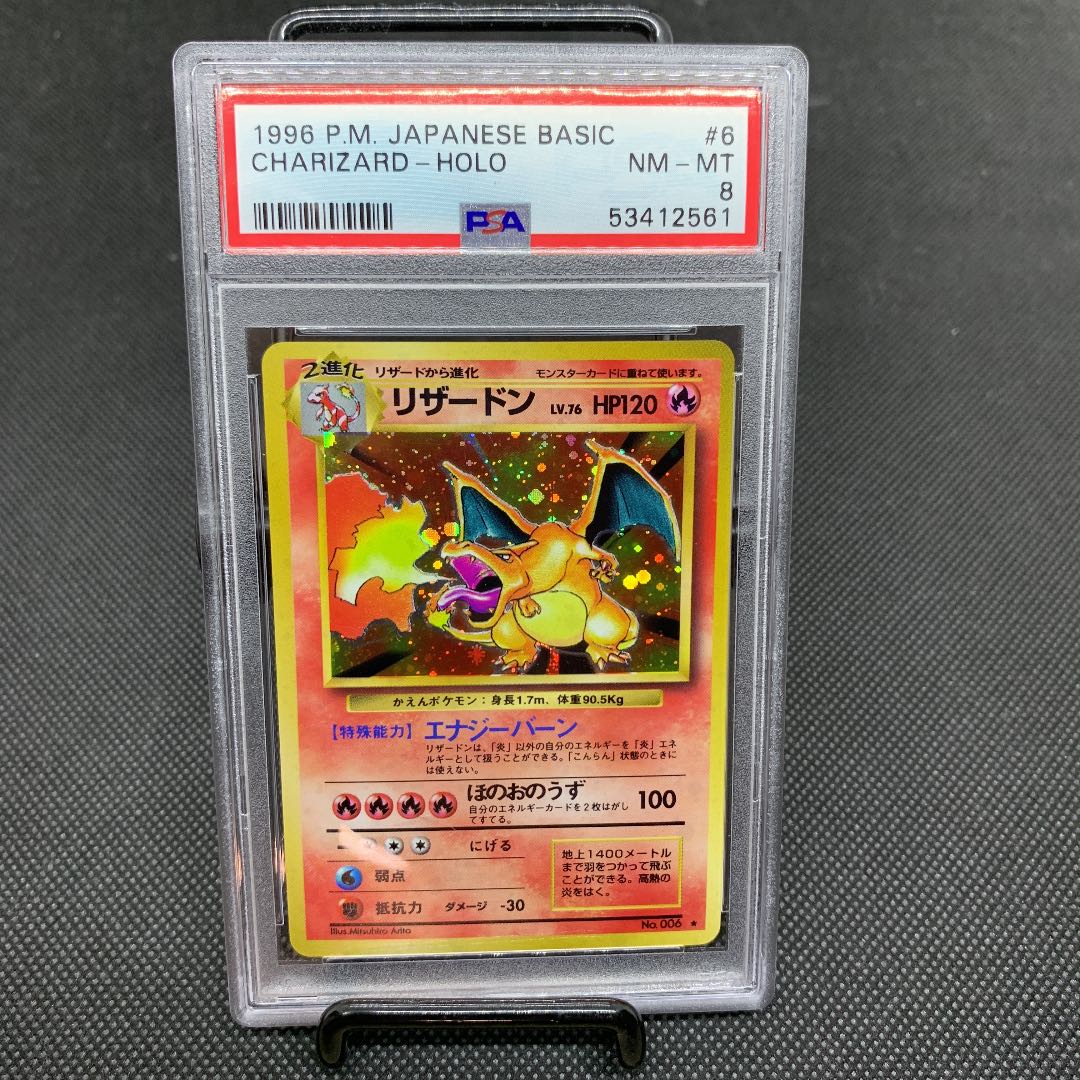 1996 P.M. JAPANESE BASIC #6
CHARIZARD - HOLO NM - MT
8
PSA 53412561
2進化 リザードから進化 モンスターカードに重ねて使います。
リザードン LV.76 HP120
かえんポケモン：身長1.7m、体重90.5Kg
【特殊能力】エナジーバーン
リザードンは、「炎」以外の自分のエネルギーを「炎」エネ
ルギーとして扱うことができる。「こんらん」状態のときに
は使えない。
ほのおのうず 100
自分のエネルギーカードを2枚はがし
てすてる。
にげる
弱点
抵抗力 ダメージ -30
地上1400メートル
まで羽をつかって飛ぶ
ことができる。高熱の
炎をはく。
Illus.Mitsuhiro Arita No.006 ★